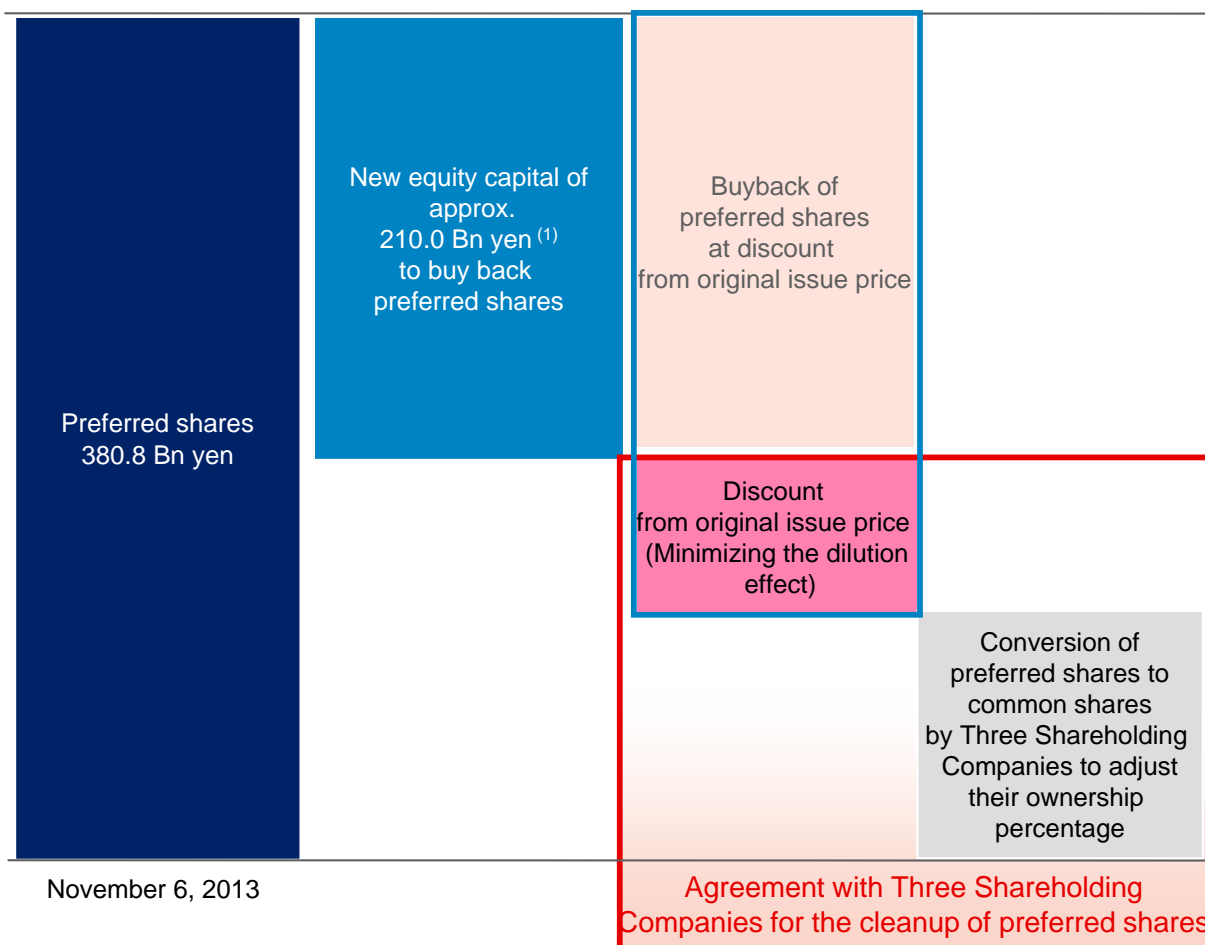 Preferred shares
380.8 Bn yen
New equity capital of
approx.
210.0 Bn yen (1)
to buy back
preferred shares
Buyback of
preferred shares
at discount
from original issue price
Discount
from original issue price
(Minimizing the dilution
effect)
Conversion of
preferred shares to
common shares
by Three Shareholding
Companies to adjust
their ownership
percentage
November 6, 2013
Agreement with Three Shareholding
Companies for the cleanup of preferred shares